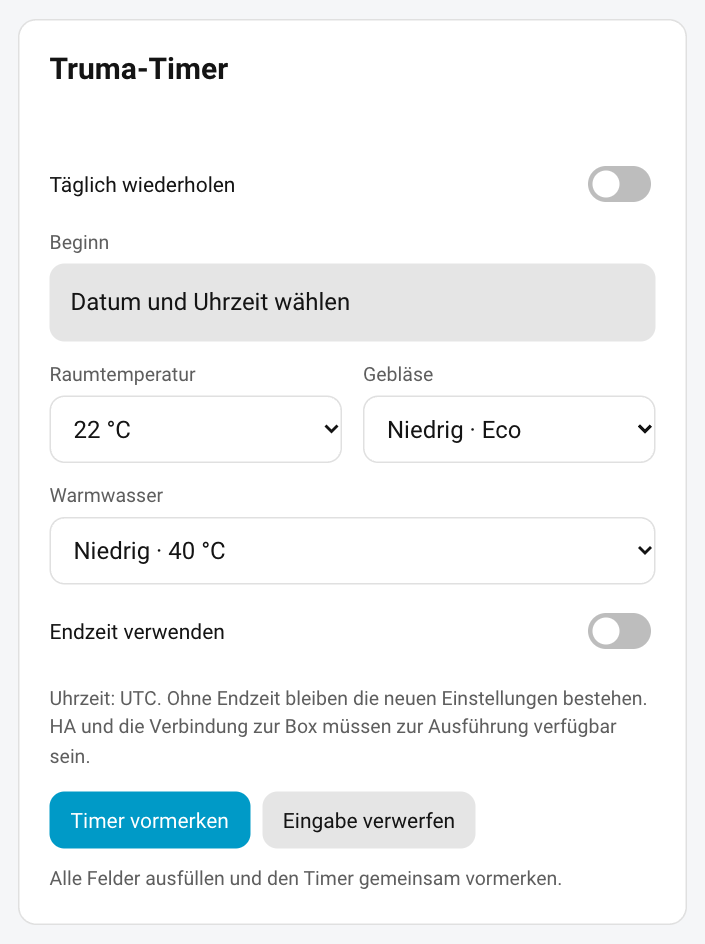 Truma-Timer
Täglich wiederholen
Beginn
Datum und Uhrzeit wählen
Raumtemperatur
Gebläse
22 °C
Niedrig · Eco
Warmwasser
Niedrig · 40 °C
Endzeit verwenden
Uhrzeit: UTC. Ohne Endzeit bleiben die neuen Einstellungen bestehen.
HA und die Verbindung zur Box müssen zur Ausführung verfügbar
sein.
Timer vormerken
Eingabe verwerfen
Alle Felder ausfüllen und den Timer gemeinsam vormerken.